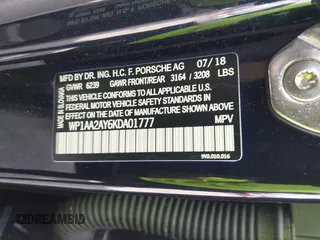 MFD BY DR. ING. H.C. F. PORSCHE AG 07/18
GVWR 6239 GAWR FRONT/REAR 3164 / 3208 LBS
THIS VEHICLE CONFORMS TO ALL APPLICABLE
FEDERAL MOTOR VEHICLE SAFETY STANDARDS
IN EFFECT ON THE DATE OF MANUFACTURE SHOWN ABOVE
WP1AA2AY6KDA01777 MPV
MADE IN SLOVAKIA
9Y0.010.016
DREAMBID